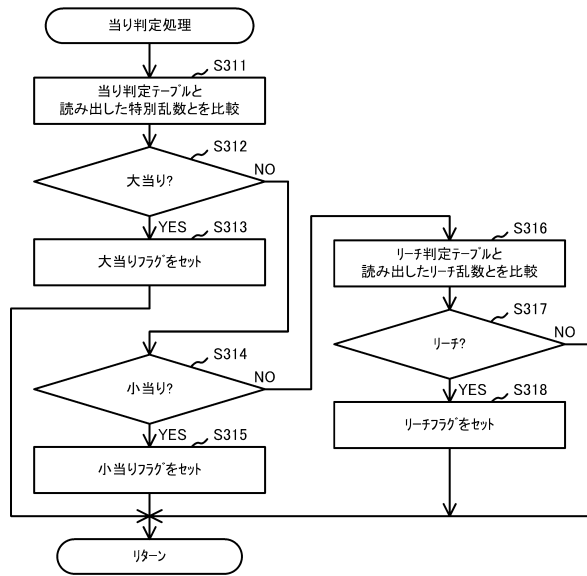 当り判定処理
S311
当り判定テーブルと
読み出した特別乱数とを比較
S312
大当り?
NO
YES
S313
大当りフラグをセット
S314
小当り?
NO
YES
S315
小当りフラグをセット
S316
リーチ判定テーブルと
読み出したリーチ乱数とを比較
S317
リーチ?
NO
YES
S318
リーチフラグをセット
リターン